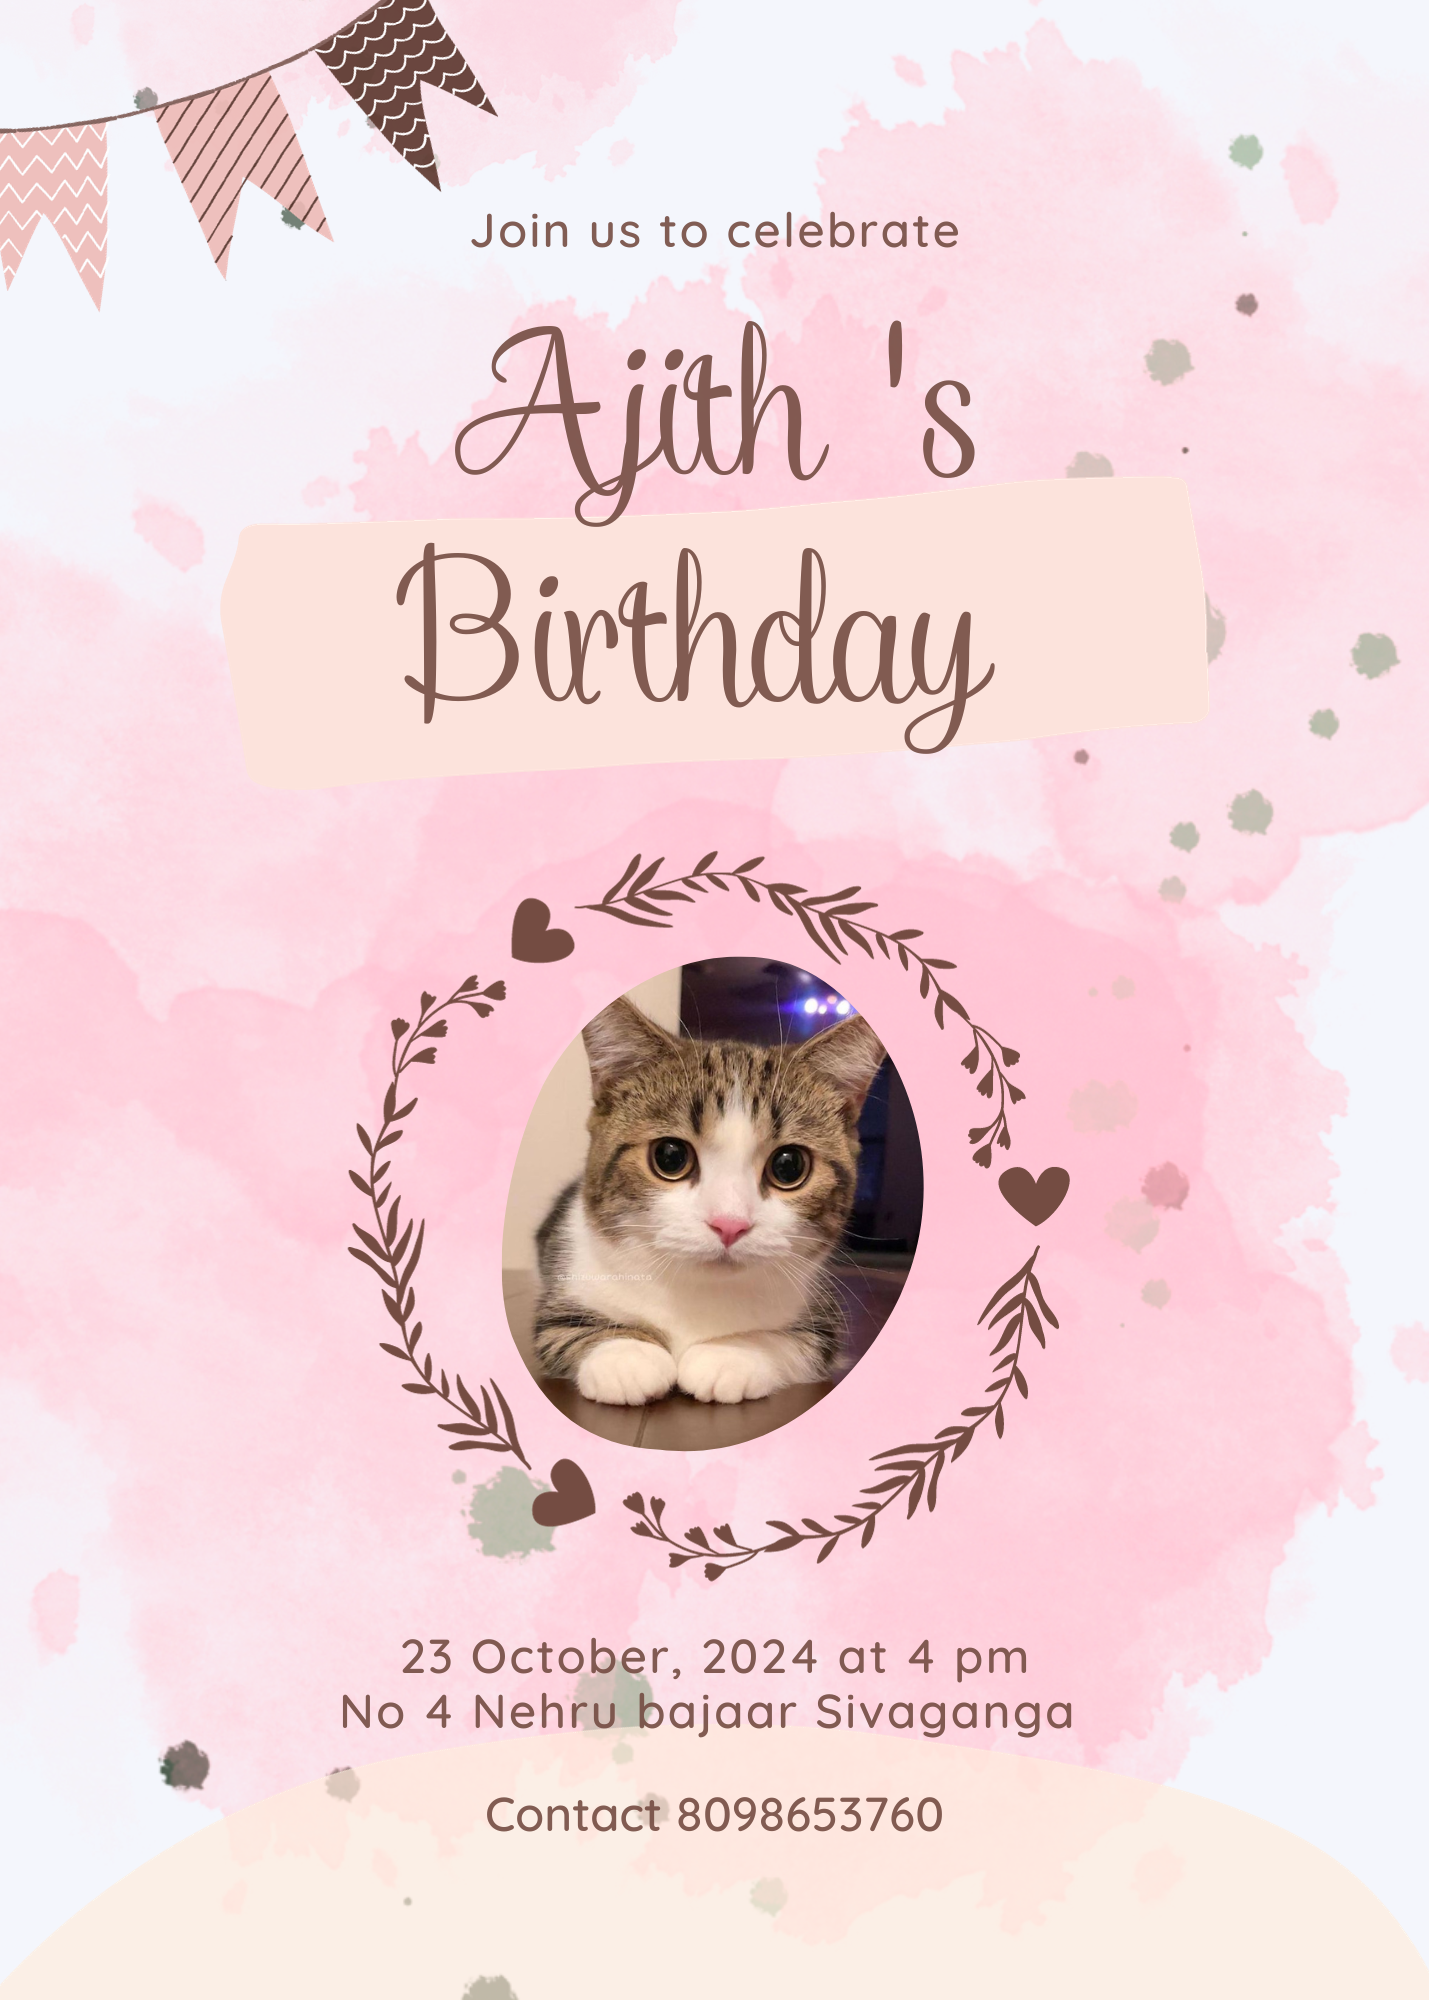 Join us to celebrate
Ajith 's
Birthday
23 October, 2024 at 4 pm
No 4 Nehru bajaar Sivaganga
Contact 8098653760